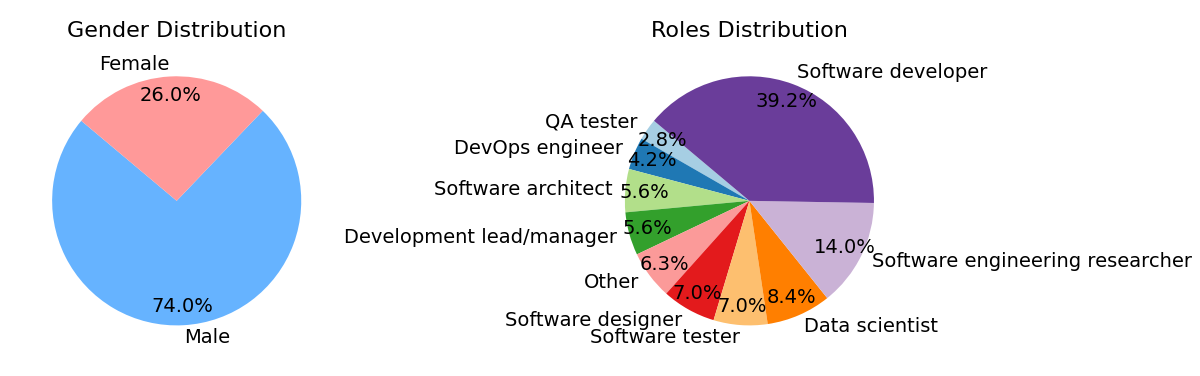 Gender Distribution
Female
26.0%
74.0%
Male
Roles Distribution
Software developer
39.2%
QA tester
2.8%
DevOps engineer
4.2%
Software architect
5.6%
Development lead/manager
5.6%
Other
6.3%
Software designer
7.0%
Software tester
7.0%
Data scientist
8.4%
Software engineering researcher
14.0%